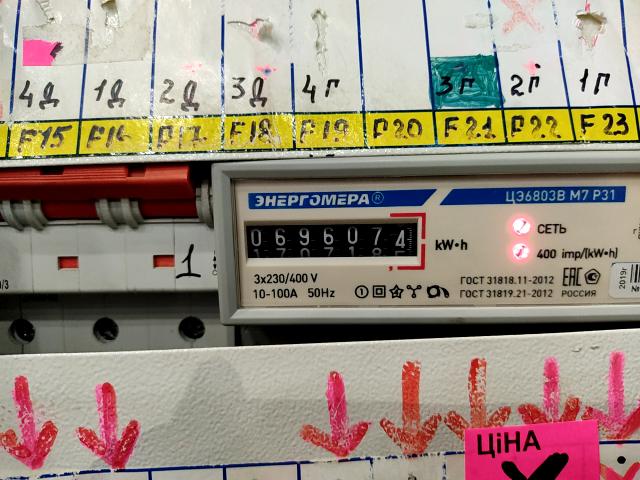 4Д 1Д 2Д 3Д 4Г 3Г 2Г 1Г
F15 F16 F17 F18 F19 F20 F21 F22 F23
ЭНЕРГОМЕРА® ЦЭ6803В М7 Р31
0696074 kW•h
СЕТЬ
400 imp/(kW•h)
1
3x230/400 V
10-100A 50Hz
ГОСТ 31818.11-2012
ГОСТ 31819.21-2012
EAC
РОССИЯ
2019г
ЦіНА